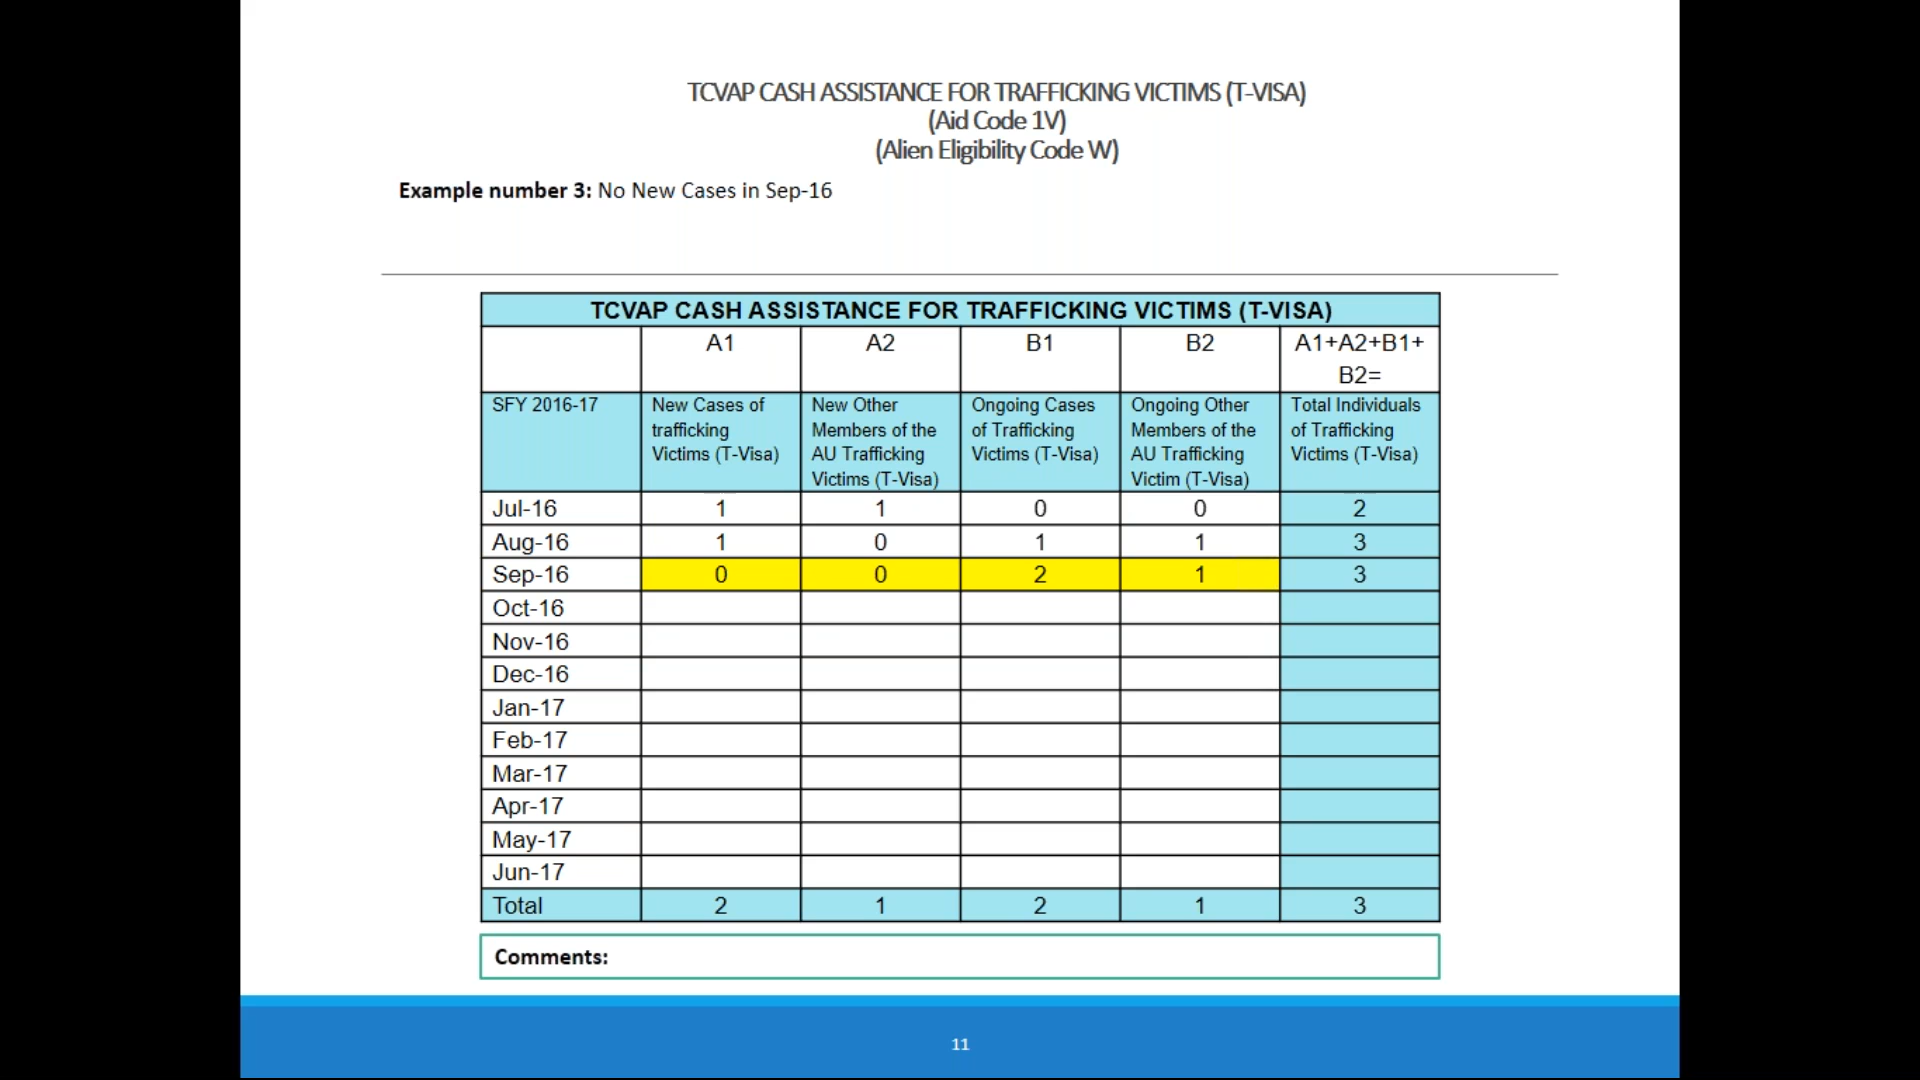 TCVAP CASH ASSISTANCE FOR TRAFFICKING VICTIMS (T-VISA)
(Aid Code 1V)
(Alien Eligibility Code W)
Example number 3: No New Cases in Sep-16
TCVAP CASH ASSISTANCE FOR TRAFFICKING VICTIMS (T-VISA)
A1 A2 B1 B2 A1+A2+B1+
B2=
SFY 2016-17 New Cases of New Other Ongoing Cases Ongoing Other Total Individuals
trafficking Members of the of Trafficking Members of the of Trafficking
Victims (T-Visa) AU Trafficking Victims (T-Visa) AU Trafficking Victims (T-Visa)
Victims (T-Visa) Victim (T-Visa)
Jul-16 1 1 0 0 2
Aug-16 1 0 1 1 3
Sep-16 0 0 2 1 3
Oct-16
Nov-16
Dec-16
Jan-17
Feb-17
Mar-17
Apr-17
May-17
Jun-17
Total 2 1 2 1 3
Comments:
11